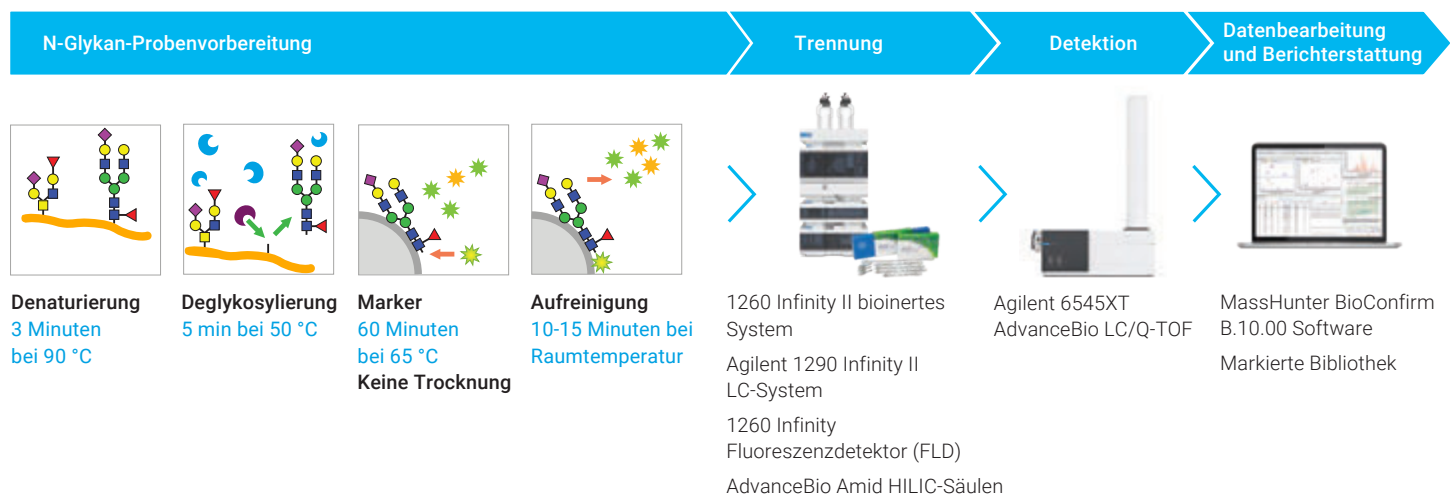 N-Glykan-Probenvorbereitung
Trennung
Detektion
Datenbearbeitung
und Berichterstattung
Denaturierung
3 Minuten
bei 90 °C
Deglykosylierung
5 min bei 50 °C
Marker
60 Minuten
bei 65 °C
Keine Trocknung
Aufreinigung
10-15 Minuten bei
Raumtemperatur
1260 Infinity II bioinertes
System
Agilent 1290 Infinity II
LC-System
1260 Infinity
Fluoreszenzdetektor (FLD)
AdvanceBio Amid HILIC-Säulen
Agilent 6545XT
AdvanceBio LC/Q-TOF
MassHunter BioConfirm
B.10.00 Software
Markierte Bibliothek